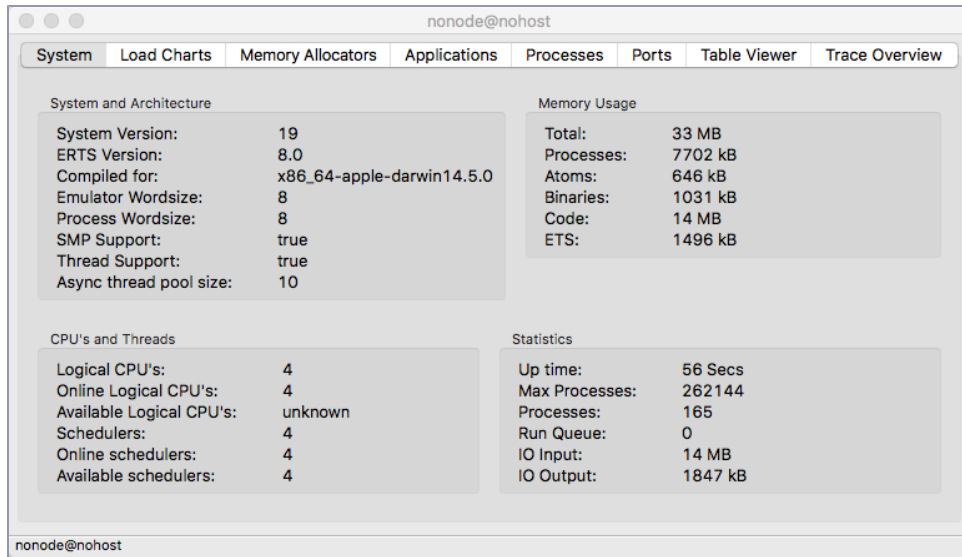 nonode@nohost
System Load Charts Memory Allocators Applications Processes Ports Table Viewer Trace Overview
System and Architecture
System Version: 19
ERTS Version: 8.0
Compiled for: x86_64-apple-darwin14.5.0
Emulator Wordsize: 8
Process Wordsize: 8
SMP Support: true
Thread Support: true
Async thread pool size: 10
Memory Usage
Total: 33 MB
Processes: 7702 kB
Atoms: 646 kB
Binaries: 1031 kB
Code: 14 MB
ETS: 1496 kB
CPU's and Threads
Logical CPU's: 4
Online Logical CPU's: 4
Available Logical CPU's: unknown
Schedulers: 4
Online schedulers: 4
Available schedulers: 4
Statistics
Up time: 56 Secs
Max Processes: 262144
Processes: 165
Run Queue: 0
IO Input: 14 MB
IO Output: 1847 kB
nonode@nohost